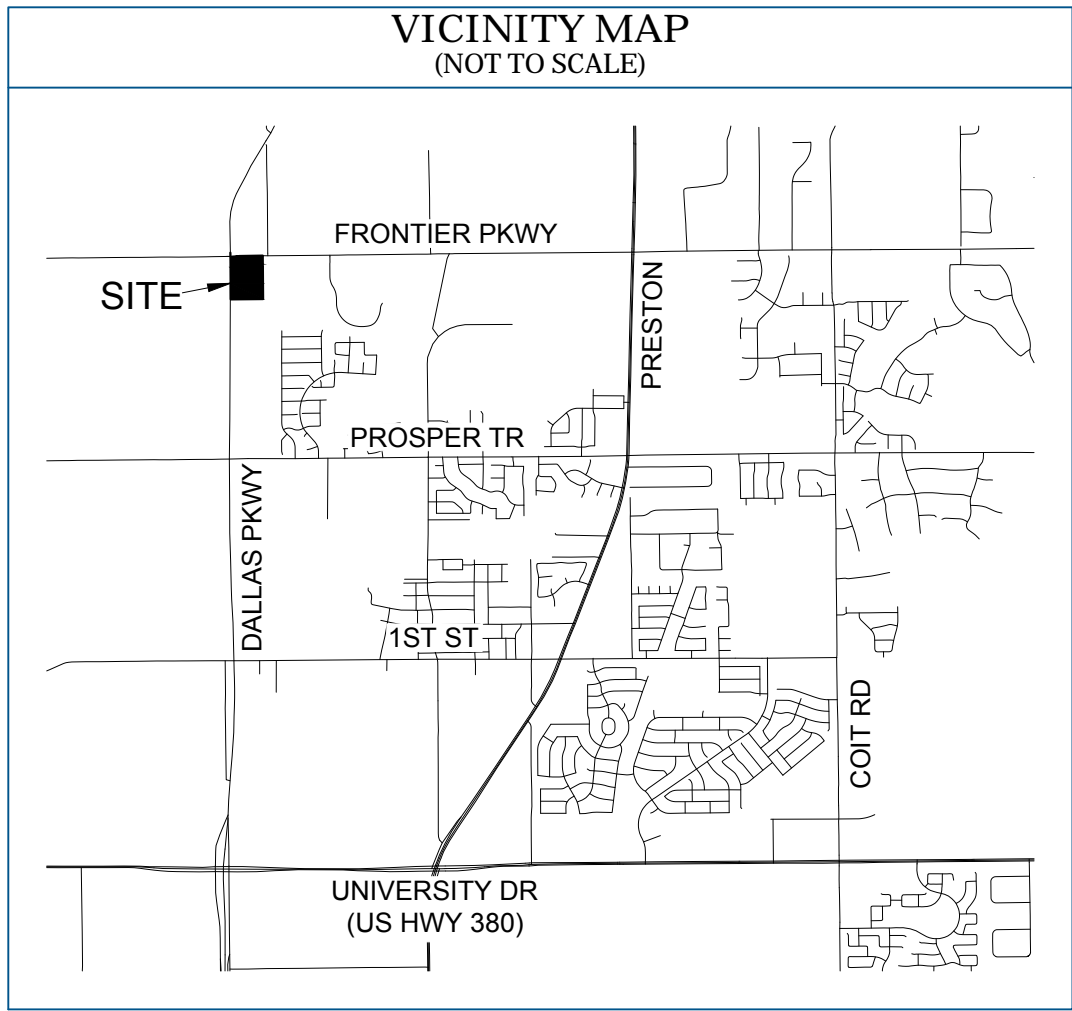 VICINITY MAP
(NOT TO SCALE)
FRONTIER PKWY
SITE
PRESTON
PROSPER TR
DALLAS PKWY
1ST ST
COIT RD
UNIVERSITY DR
(US HWY 380)